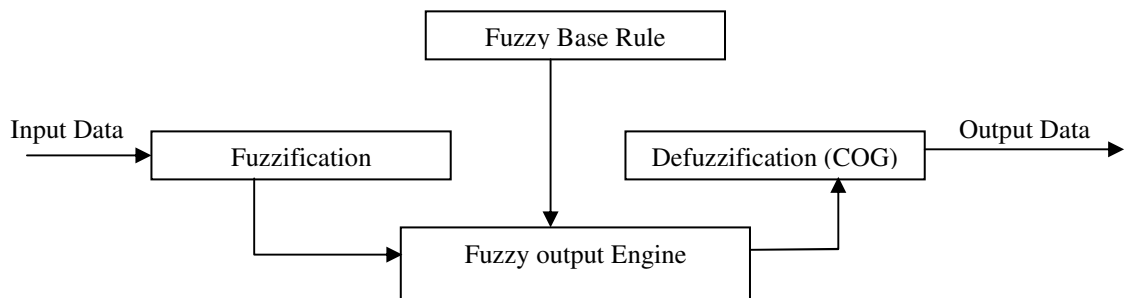 Fuzzy Base Rule
Input Data
Fuzzification
Defuzzification (COG)
Output Data
Fuzzy output Engine